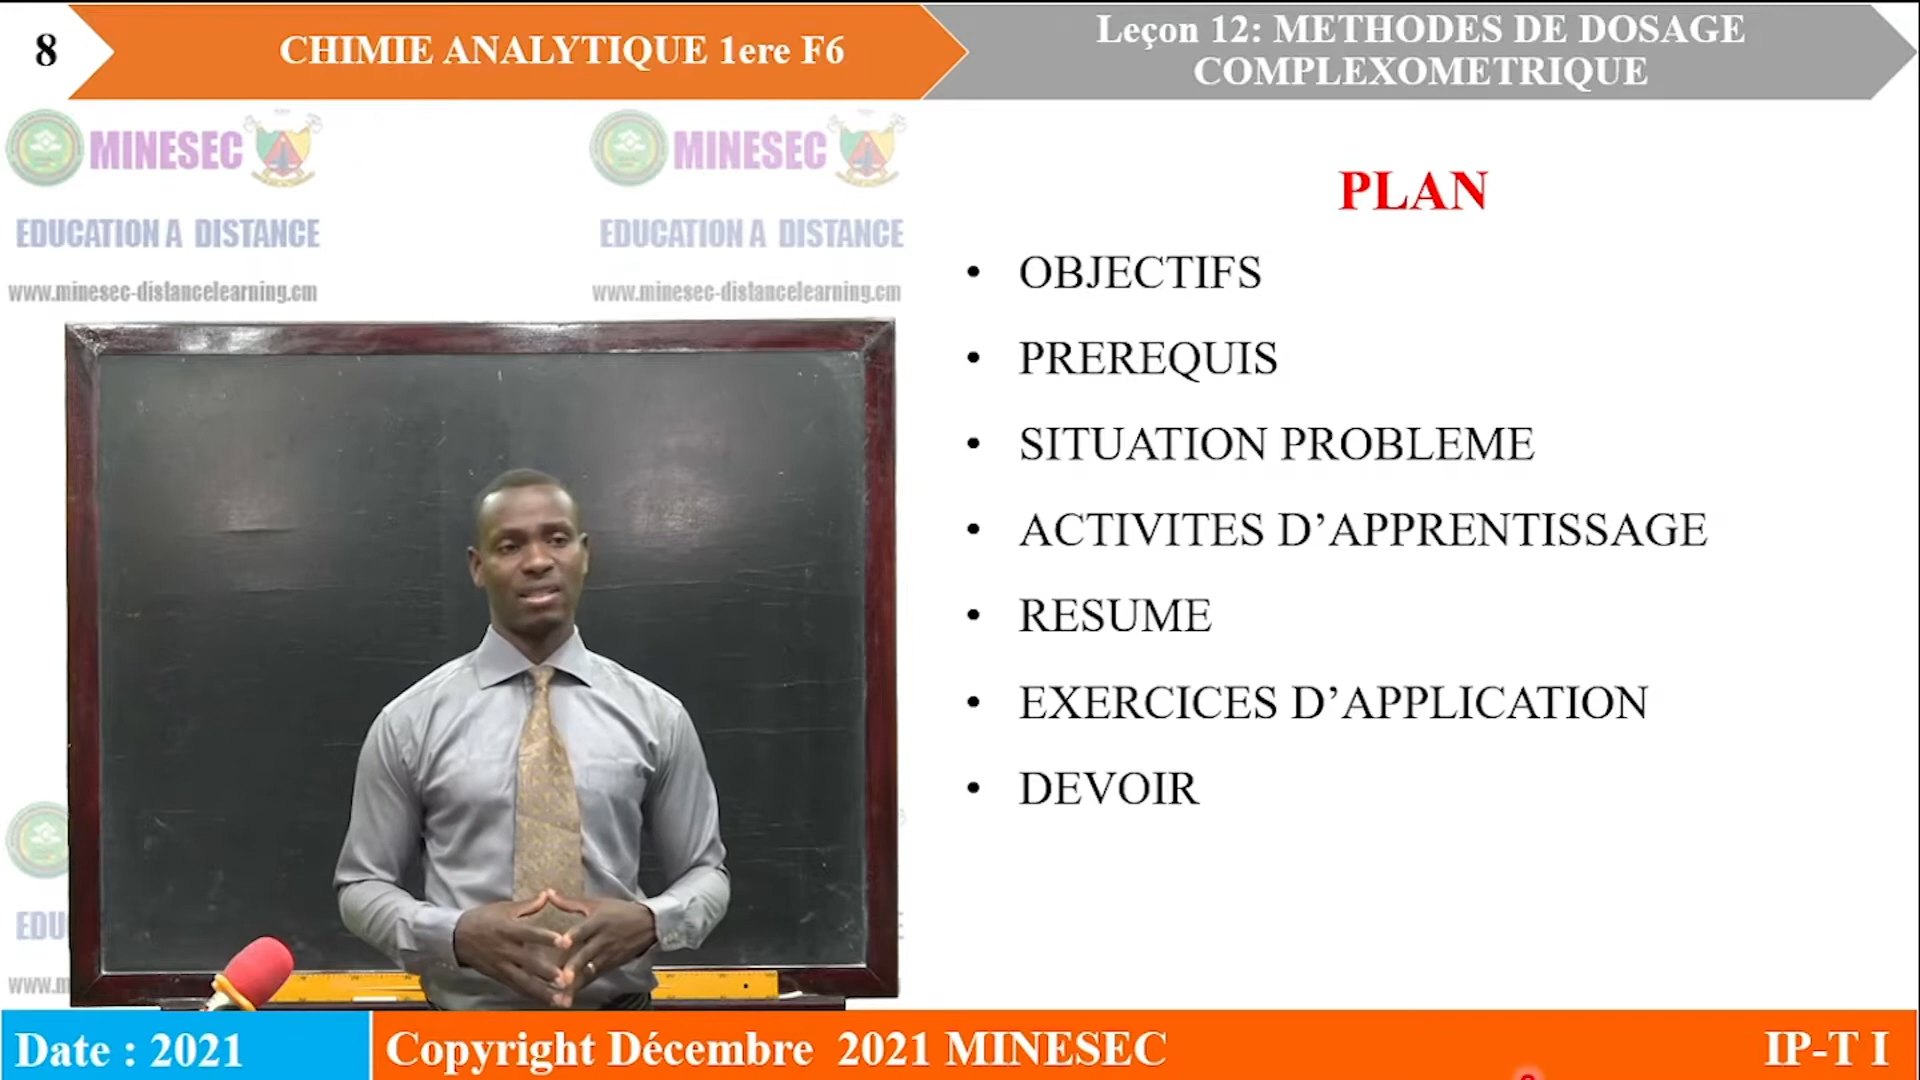 8
CHIMIE ANALYTIQUE 1ere F6
Leçon 12: METHODES DE DOSAGE
COMPLEXOMETRIQUE
MINESEC
EDUCATION A DISTANCE
www.minesec-distancelearning.cm
MINESEC
EDUCATION A DISTANCE
www.minesec-distancelearning.cm
EDU
www.m
PLAN
• OBJECTIFS
• PREREQUIS
• SITUATION PROBLEME
• ACTIVITES D’APPRENTISSAGE
• RESUME
• EXERCICES D’APPLICATION
• DEVOIR
Date : 2021
Copyright Décembre 2021 MINESEC
IP-T I